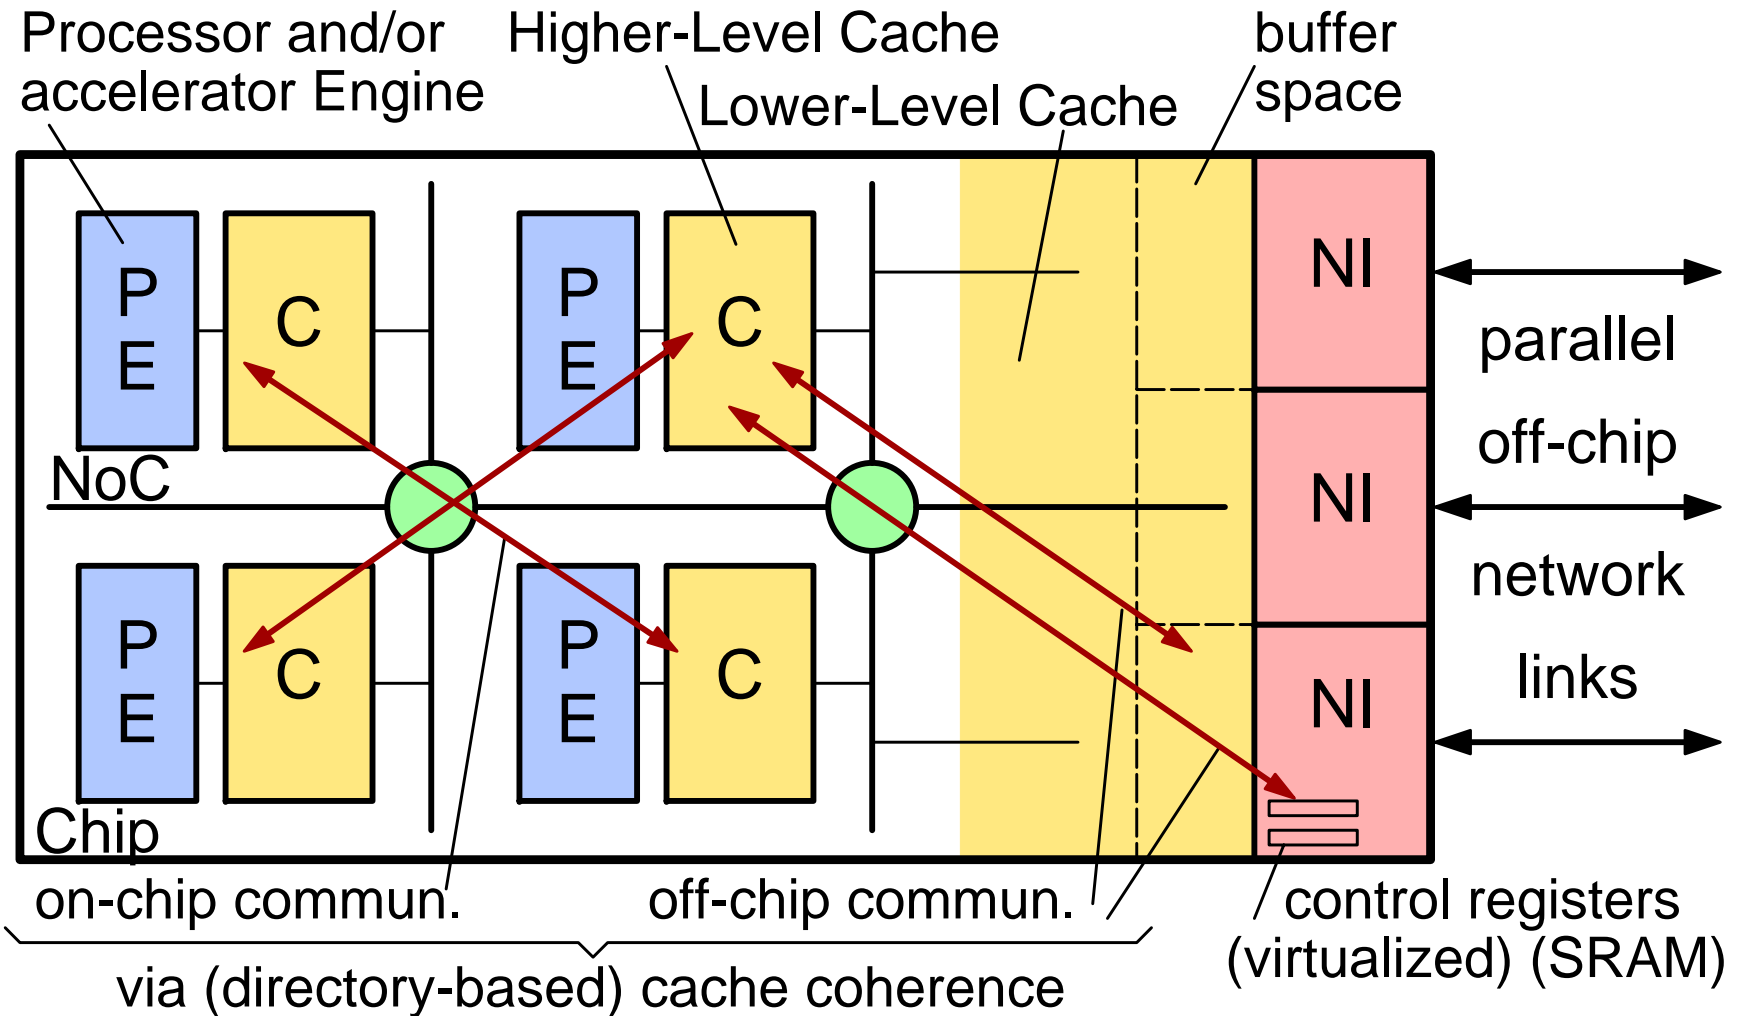 Processor and/or
accelerator Engine
Higher-Level Cache
Lower-Level Cache
buffer
space
P
E
C
P
E
C
NI
parallel
NoC
NI
off-chip
network
P
E
C
P
E
C
NI
links
Chip
on-chip commun.
off-chip commun.
control registers
(virtualized) (SRAM)
via (directory-based) cache coherence